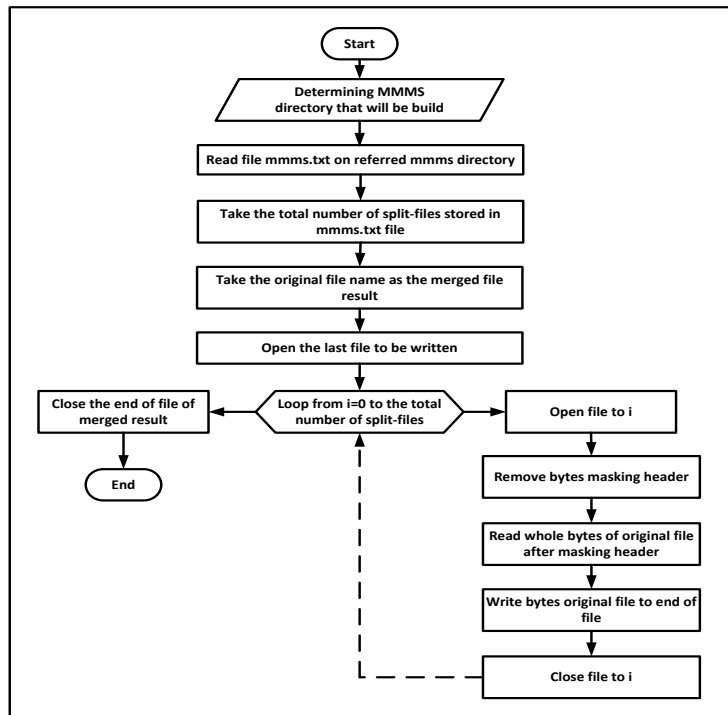 Start
Determining MMMS
directory that will be build
Read file mmms.txt on referred mmms directory
Take the total number of split-files stored in
mmms.txt file
Take the original file name as the merged file
result
Open the last file to be written
Loop from i=0 to the total
number of split-files
Close the end of file of
merged result
End
Open file to i
Remove bytes masking header
Read whole bytes of original file
after masking header
Write bytes original file to end of
file
Close file to i